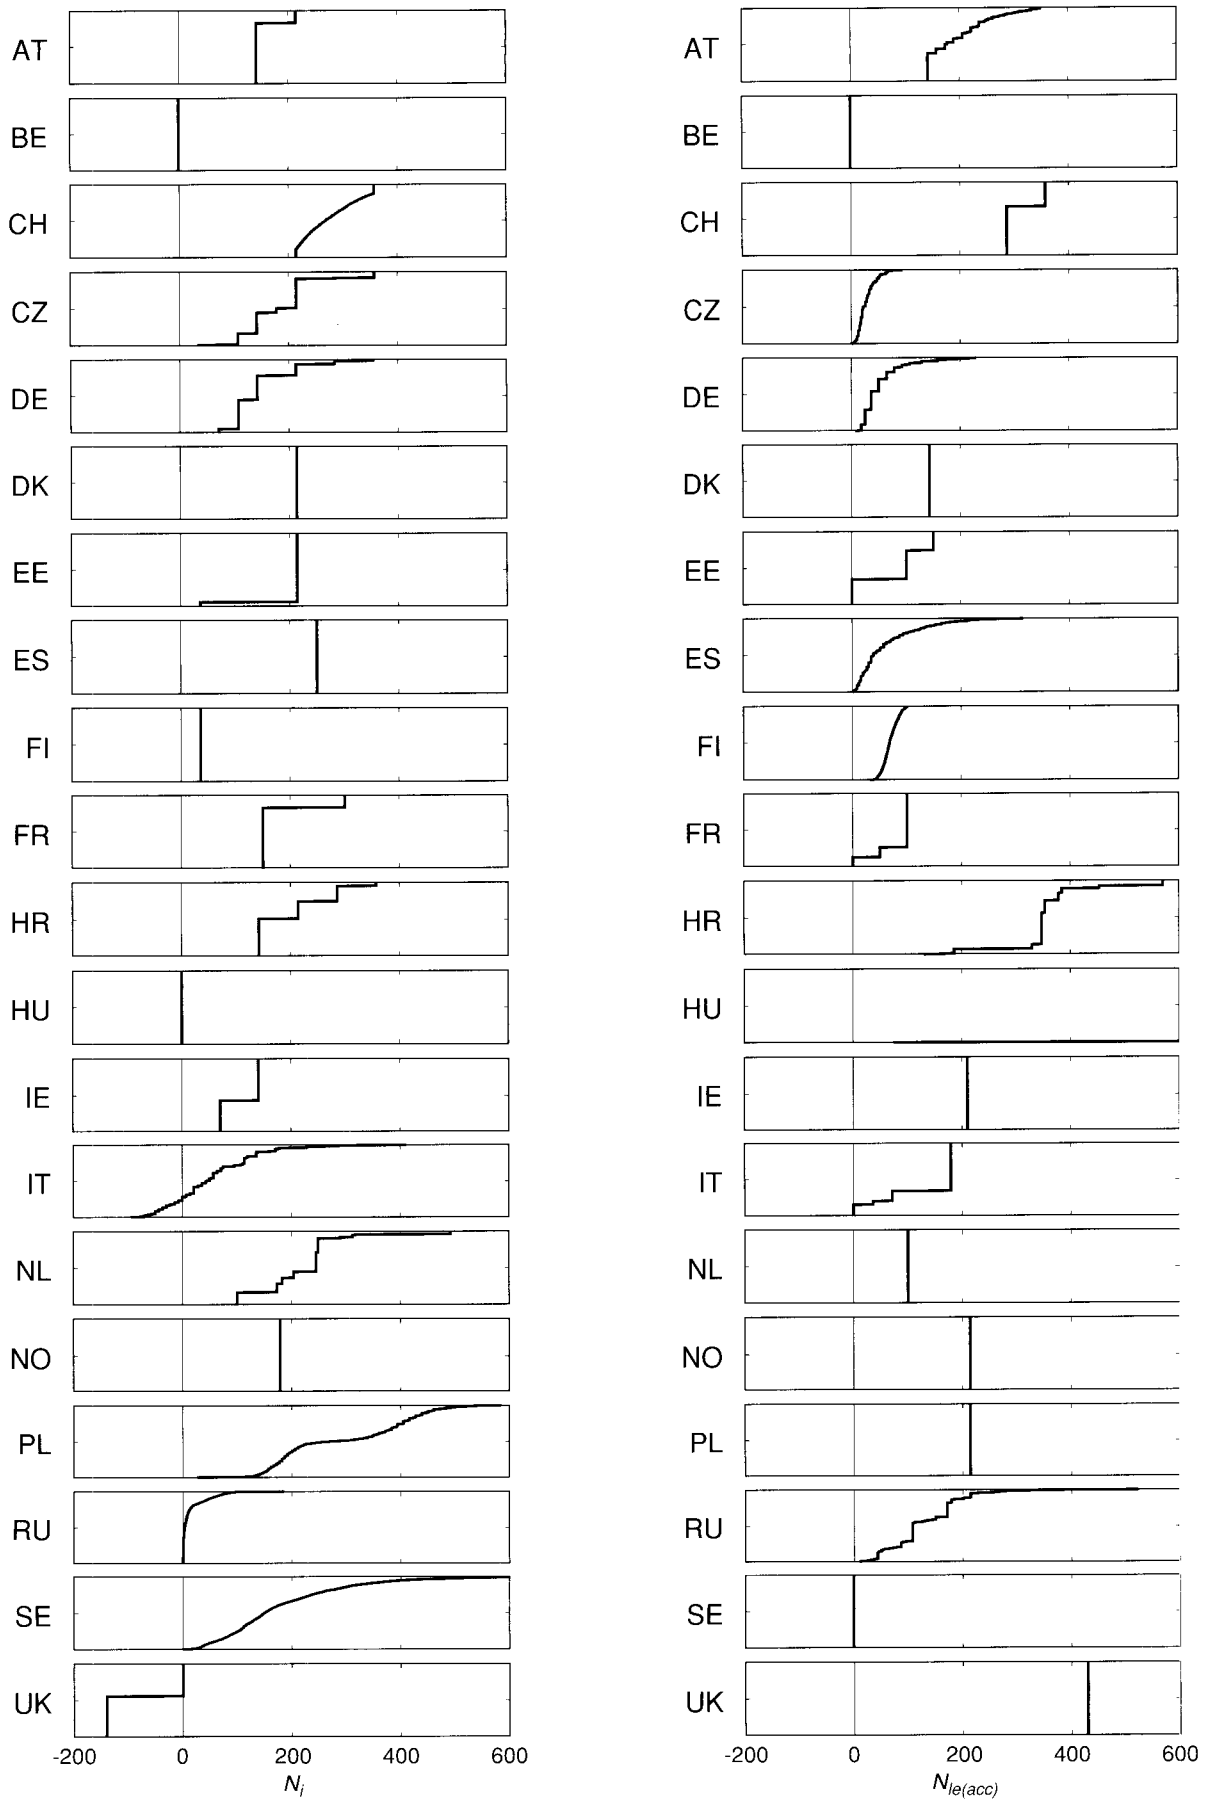 AT
BE
CH
CZ
DE
DK
EE
ES
FI
FR
HR
HU
IE
IT
NL
NO
PL
RU
SE
UK
-200 0 200 400 600
N_i
AT
BE
CH
CZ
DE
DK
EE
ES
FI
FR
HR
HU
IE
IT
NL
NO
PL
RU
SE
UK
-200 0 200 400 600
N_le(acc)